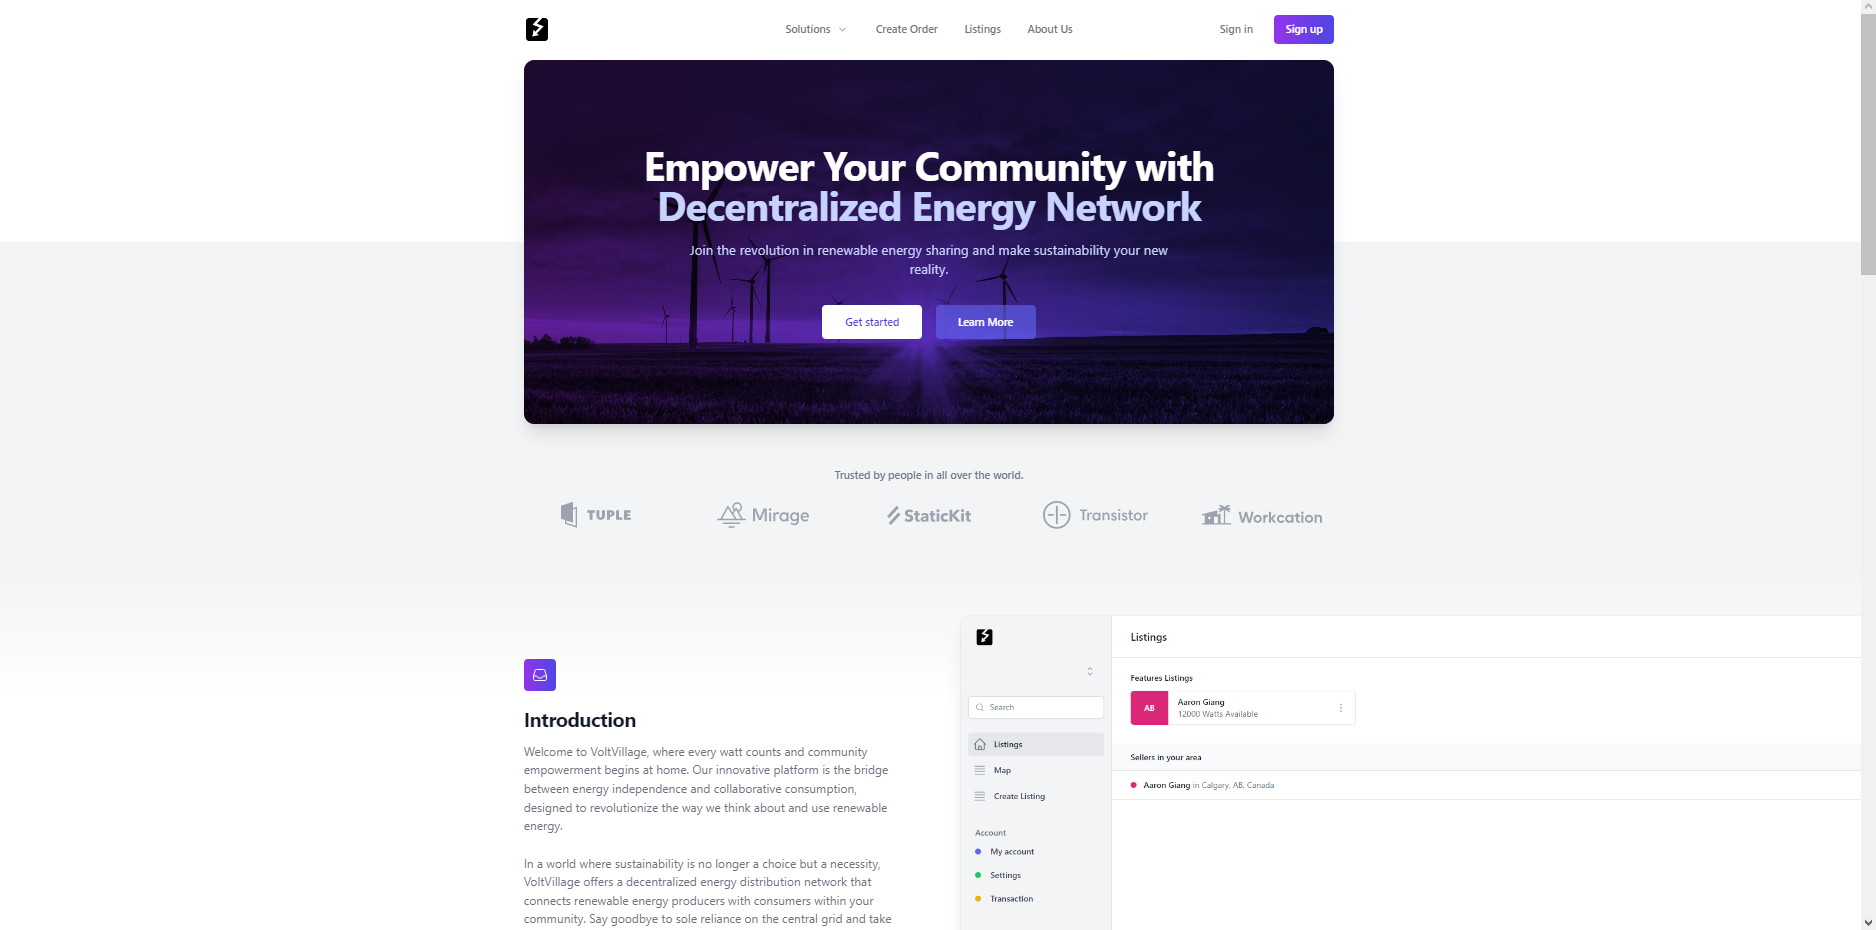 Solutions
Create Order
Listings
About Us
Sign in
Sign up
Empower Your Community with
Decentralized Energy Network
Join the revolution in renewable energy sharing and make sustainability your new
reality.
Get started
Learn More
Trusted by people in all over the world.
TUPLE
Mirage
StaticKit
Transistor
Workcation
Introduction
Welcome to VoltVillage, where every watt counts and community
empowerment begins at home. Our innovative platform is the bridge
between energy independence and collaborative consumption,
designed to revolutionize the way we think about and use renewable
energy.
In a world where sustainability is no longer a choice but a necessity,
VoltVillage offers a decentralized energy distribution network that
connects renewable energy producers with consumers within your
community. Say goodbye to sole reliance on the central grid and take
Search
Listings
Map
Create Listing
Account
My account
Settings
Transaction
Listings
Features Listings
AB
Aaron Giang
12000 Watts Available
Sellers in your area
Aaron Giang in Calgary, AB, Canada